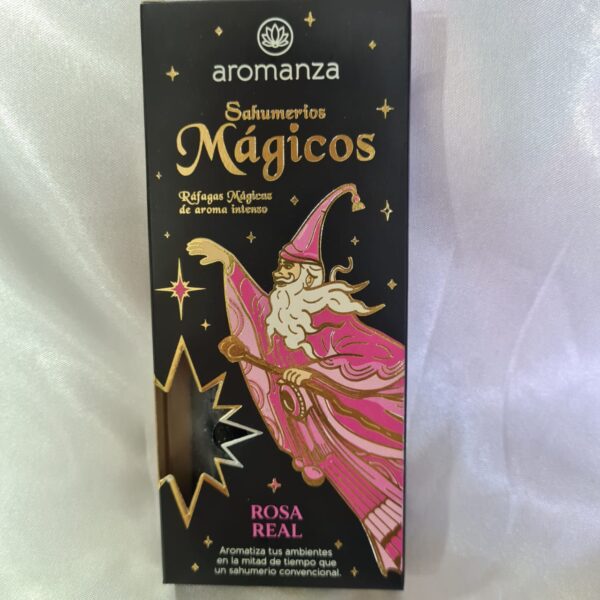 aromanza
Sahumerios
Mágicos
Ráfagas Mágicas
de aroma intenso
ROSA
REAL
Aromatiza tus ambientes
en la mitad de tiempo que
un sahumerio convencional.